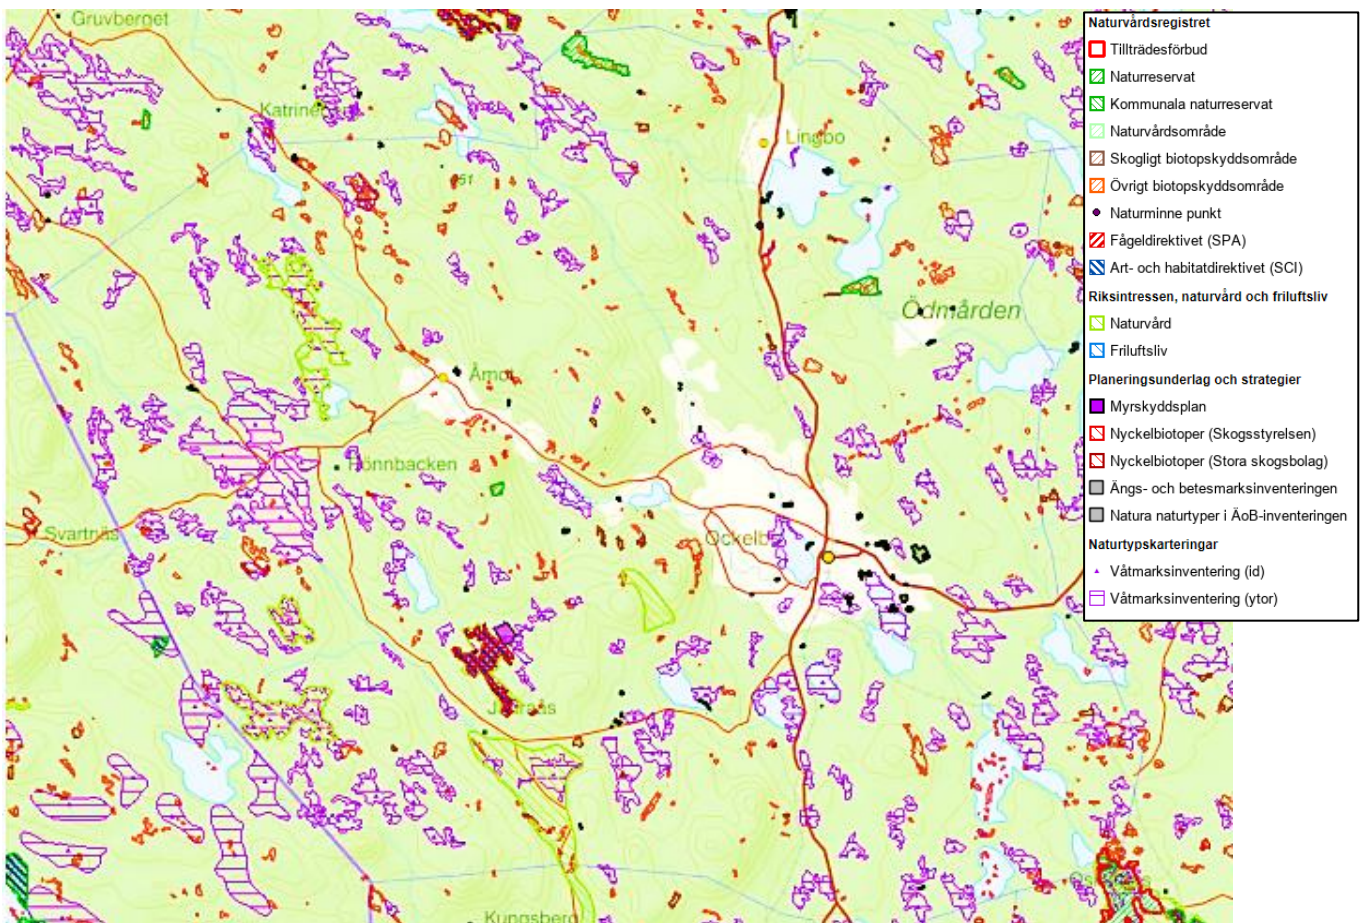 Gruvberget
Lingbo
51
Ödmården
Åmot
Rönnbacken
Svartnäs
Ockelbo
Jädraås
Kungsberg
Naturvårdsregistret
Tillträdesförbud
Naturreservat
Kommunala naturreservat
Naturvårdsområde
Skogligt biotopskyddsområde
Övrigt biotopskyddsområde
Naturminne punkt
Fågeldirektivet (SPA)
Art- och habitatdirektivet (SCI)
Riksintressen, naturvård och friluftsliv
Naturvård
Friluftsliv
Planeringsunderlag och strategier
Myrskyddsplan
Nyckelbiotoper (Skogsstyrelsen)
Nyckelbiotoper (Stora skogsbolag)
Ängs- och betesmarksinventeringen
Natura naturtyper i ÄoB-inventeringen
Naturtypskarteringar
Våtmarksinventering (id)
Våtmarksinventering (ytor)